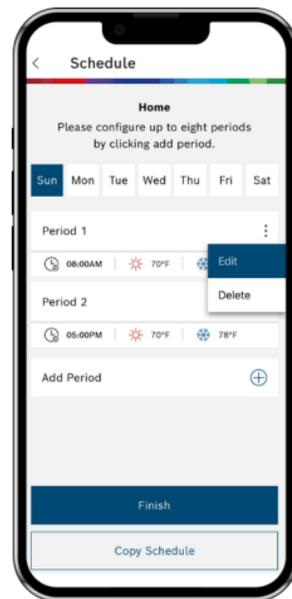 Schedule
Home
Please configure up to eight periods
by clicking add period.
Sun Mon Tue Wed Thu Fri Sat
Period 1
08:00AM 70°F
Edit
Delete
Period 2
05:00PM 70°F 78°F
Add Period
Finish
Copy Schedule